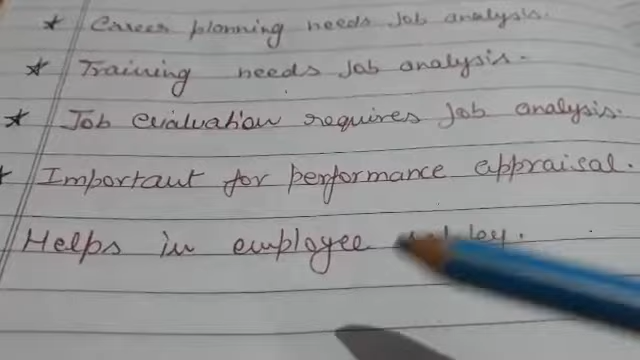 * Career planning needs Job analysis.
* Training needs Job analysis.
* Job evaluation requires Job analysis.
* Important for performance appraisal.
Helps in employee